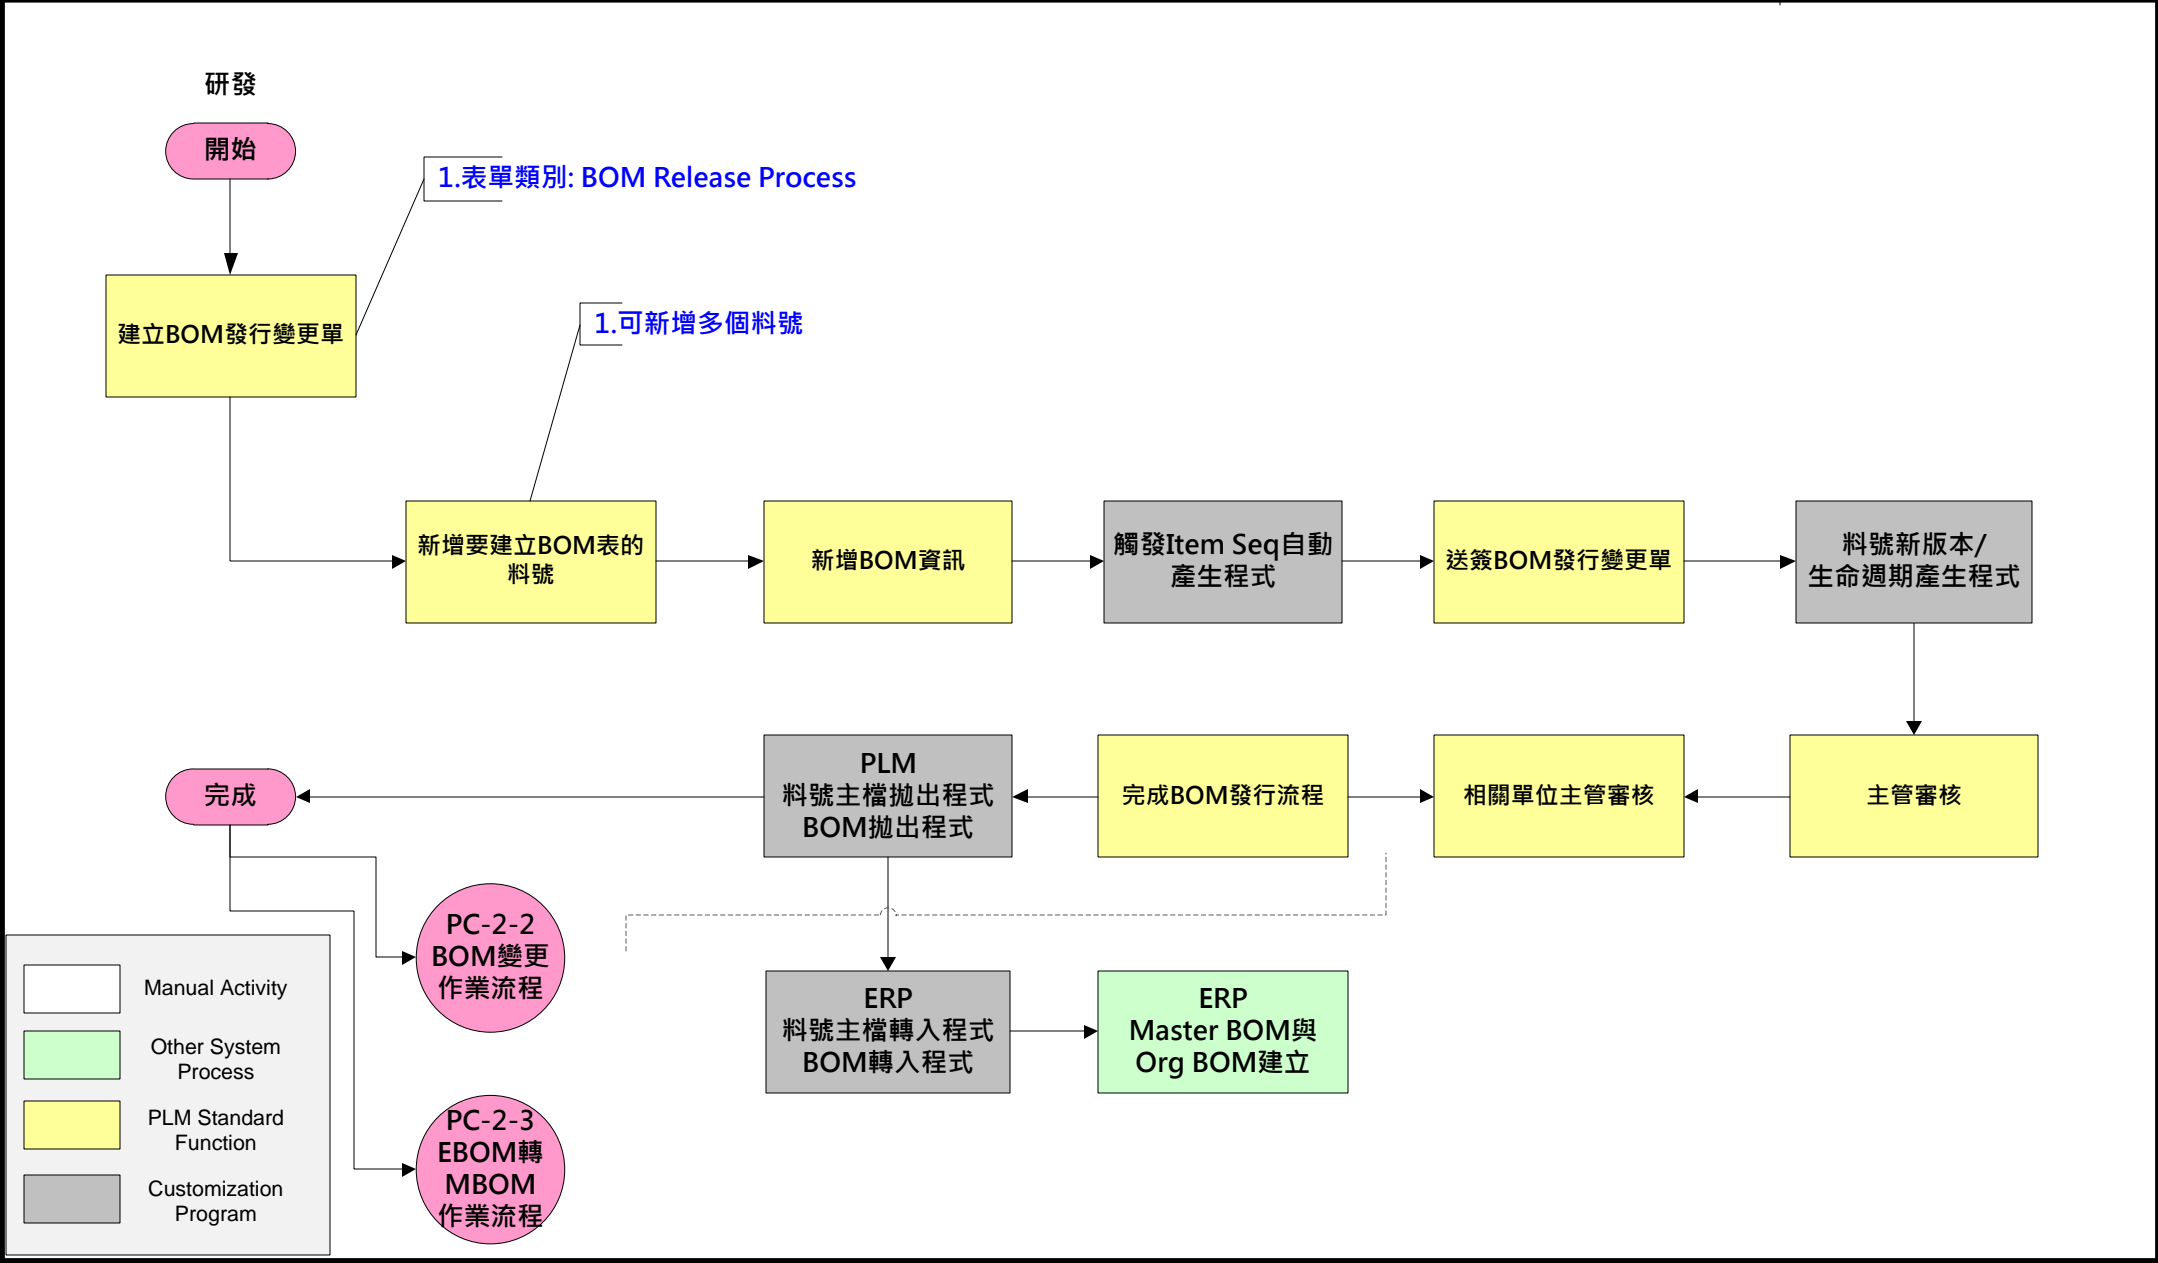 研發
開始
1.表單類別: BOM Release Process
建立BOM發行變更單
1.可新增多個料號
新增要建立BOM表的
料號
新增BOM資訊
觸發Item Seq自動
產生程式
送簽BOM發行變更單
料號新版本/
生命週期產生程式
完成
PLM
料號主檔拋出程式
BOM拋出程式
完成BOM發行流程
相關單位主管審核
主管審核
PC-2-2
BOM變更
作業流程
ERP
料號主檔轉入程式
BOM轉入程式
ERP
Master BOM與
Org BOM建立
PC-2-3
EBOM轉
MBOM
作業流程
Manual Activity
Other System
Process
PLM Standard
Function
Customization
Program